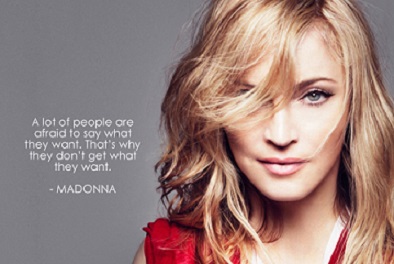 A lot of people are
afraid to say what
they want. That's why
they don't get what
they want.
- MADONNA